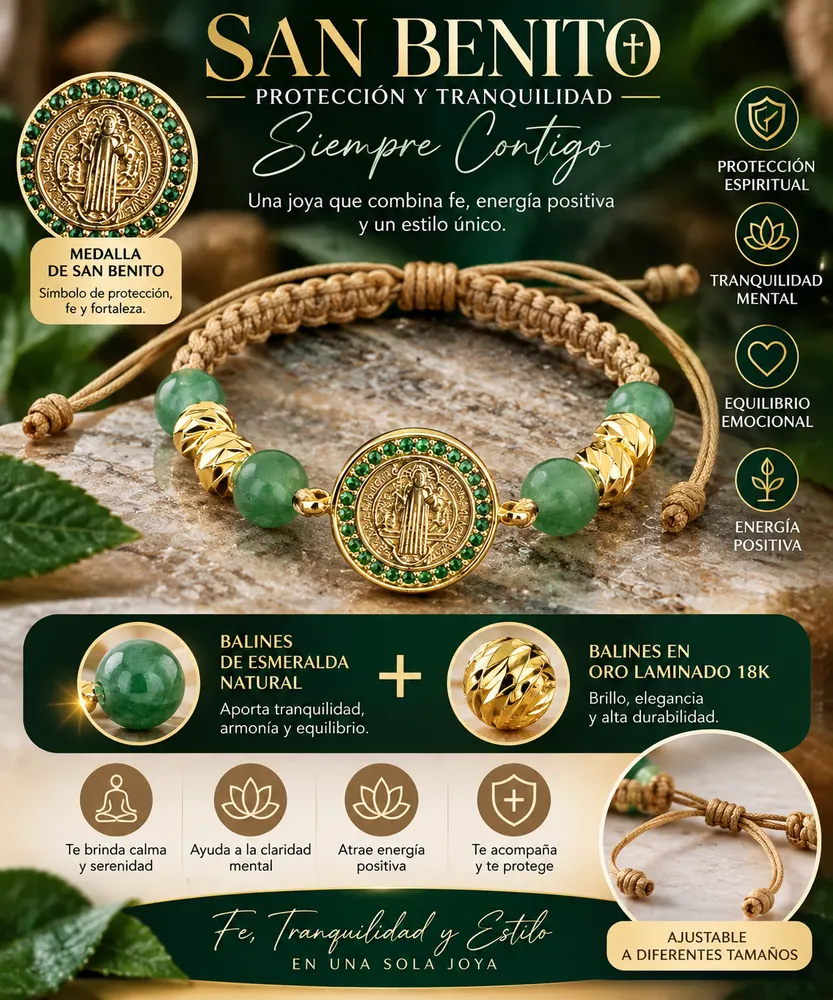 SAN BENITO
PROTECCIÓN Y TRANQUILIDAD
Siempre Contigo
Una joya que combina fe, energía positiva
y un estilo único.
MEDALLA
DE SAN BENITO
Símbolo de protección,
fe y fortaleza.
PROTECCIÓN
ESPIRITUAL
TRANQUILIDAD
MENTAL
EQUILIBRIO
EMOCIONAL
ENERGÍA
POSITIVA
BALINES
DE ESMERALDA
NATURAL
Aporta tranquilidad,
armonía y equilibrio.
+
BALINES EN
ORO LAMINADO 18K
Brillo, elegancia
y alta durabilidad.
Te brinda calma
y serenidad
Ayuda a la claridad
mental
Atrae energía
positiva
Te acompaña
y te protege
Fe, Tranquilidad y Estilo
EN UNA SOLA JOYA
AJUSTABLE
A DIFERENTES TAMAÑOS